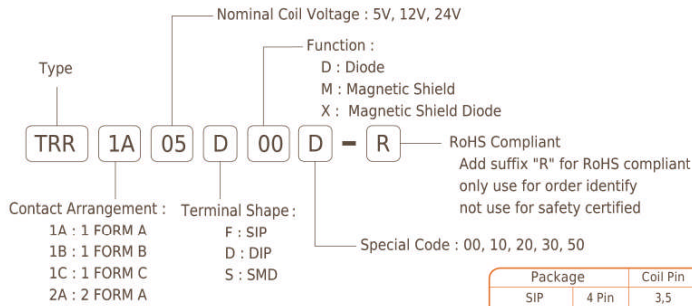 Nominal Coil Voltage : 5V, 12V, 24V
Function :
D : Diode
M : Magnetic Shield
X : Magnetic Shield Diode
Type
TRR 1A 05 D 00 D - R
RoHS Compliant
Add suffix "R" for RoHS compliant
only use for order identify
not use for safety certified
Contact Arrangement :
1A : 1 FORM A
1B : 1 FORM B
1C : 1 FORM C
2A : 2 FORM A
Terminal Shape :
F : SIP
D : DIP
S : SMD
Special Code : 00, 10, 20, 30, 50
Package Coil Pin
SIP 4 Pin 3,5